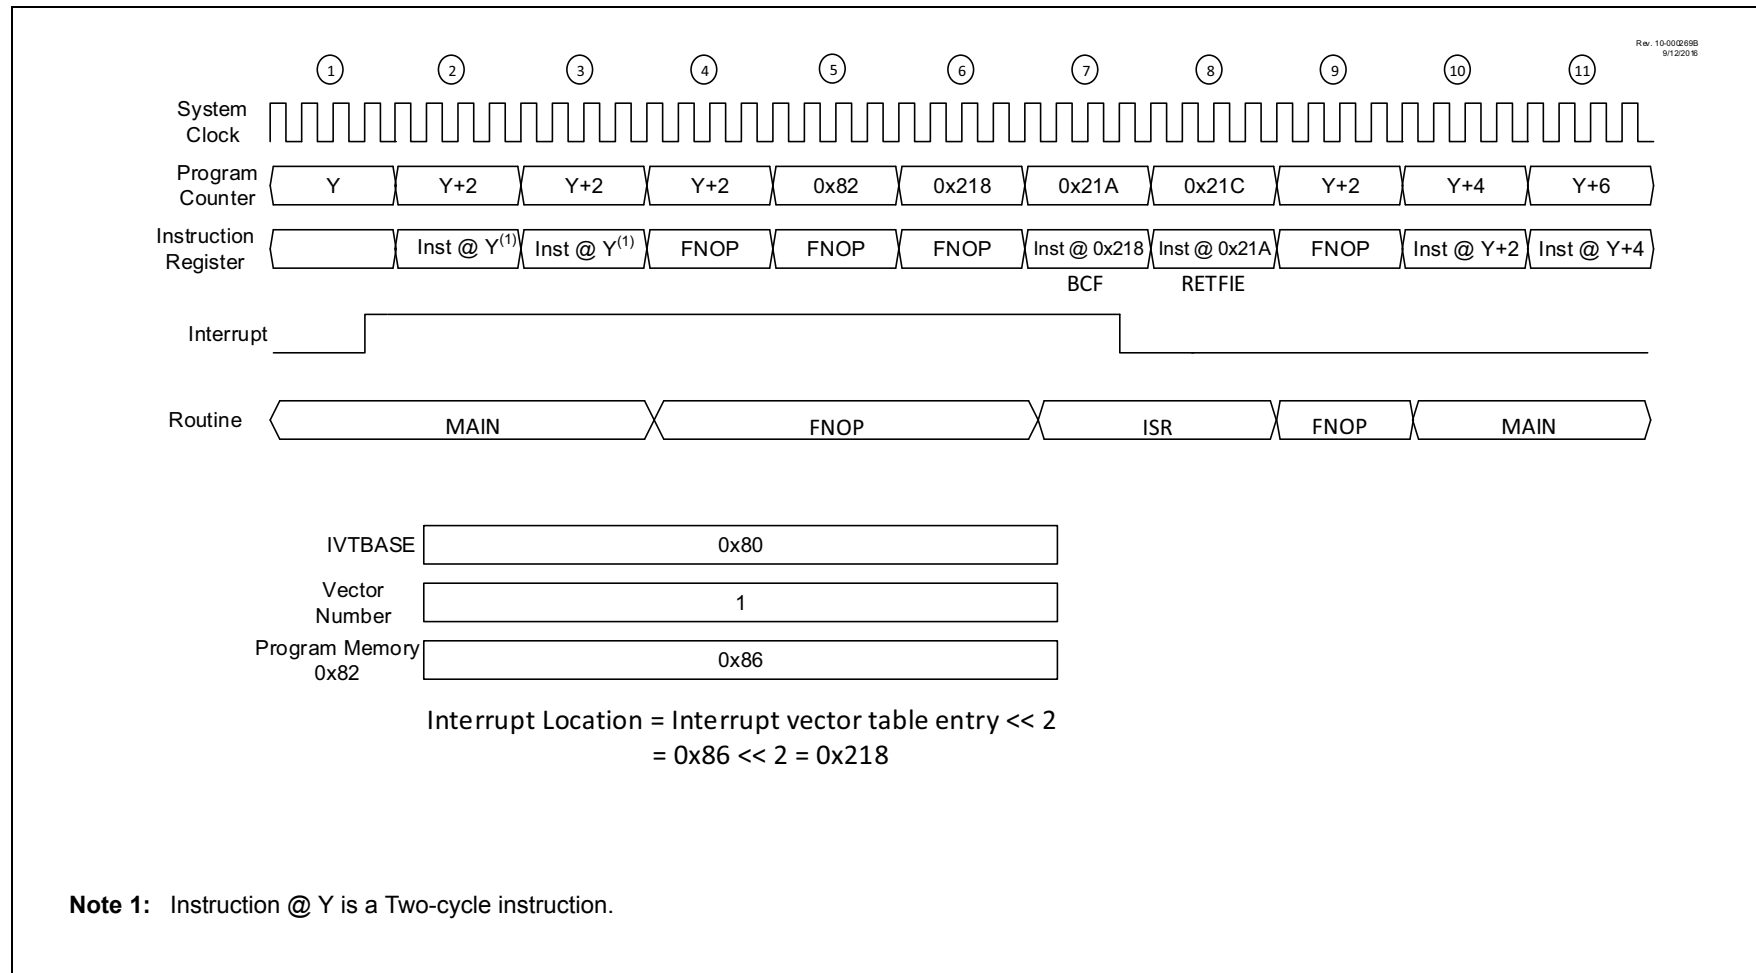 Rev. 10-000269B
9/12/2016
1 2 3 4 5 6 7 8 9 10 11
System
Clock
Program
Counter
Y Y+2 Y+2 Y+2 0x82 0x218 0x21A 0x21C Y+2 Y+4 Y+6
Instruction
Register
Inst @ Y(1) Inst @ Y(1) FNOP FNOP FNOP Inst @ 0x218 Inst @ 0x21A FNOP Inst @ Y+2 Inst @ Y+4
BCF RETFIE
Interrupt
Routine MAIN FNOP ISR FNOP MAIN
IVTBASE 0x80
Vector
Number
1
Program Memory
0x82
0x86
Interrupt Location = Interrupt vector table entry << 2
= 0x86 << 2 = 0x218
Note 1: Instruction @ Y is a Two-cycle instruction.